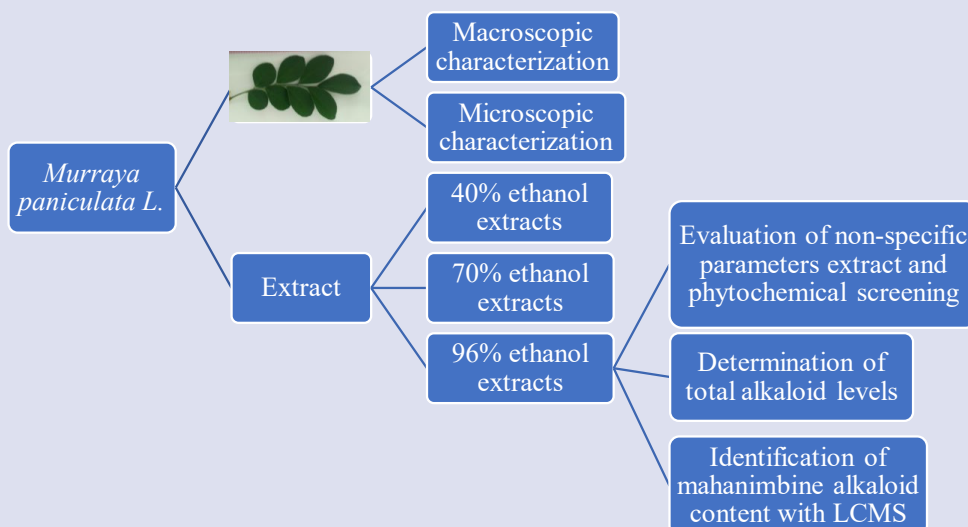 Macroscopic
characterization
Microscopic
characterization
Murraya
paniculata L.
40% ethanol
extracts
Extract
70% ethanol
extracts
96% ethanol
extracts
Evaluation of non-specific
parameters extract and
phytochemical screening
Determination of
total alkaloid levels
Identification of
mahanimbine alkaloid
content with LCMS